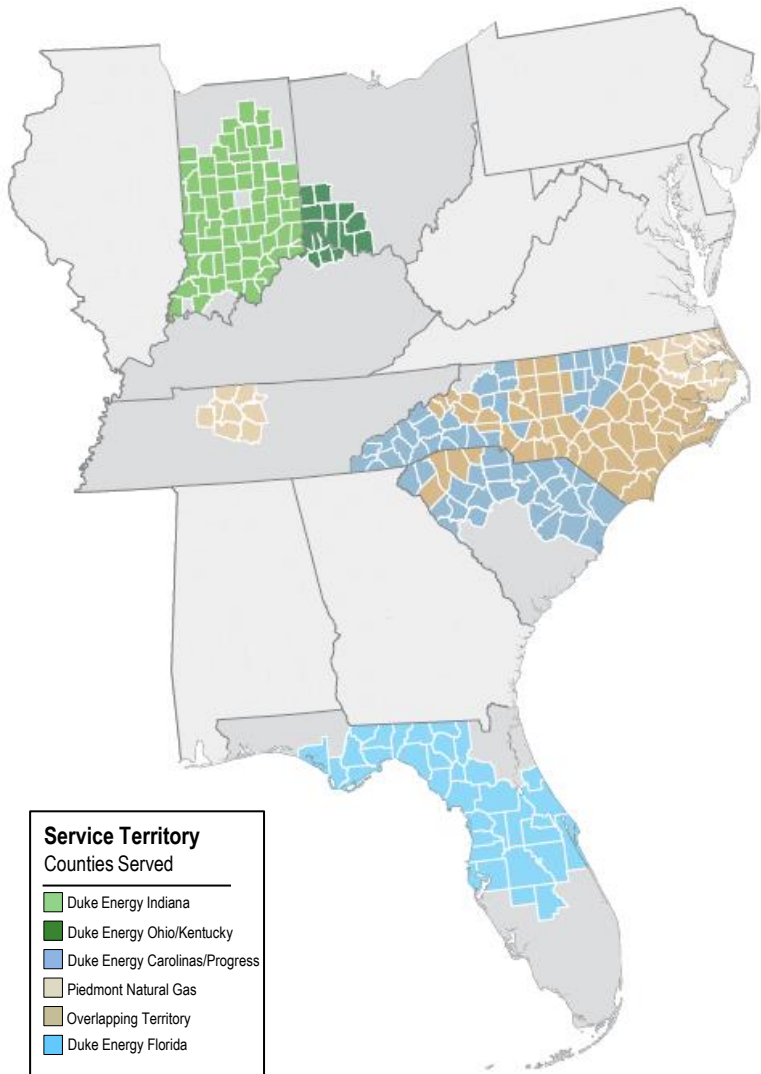 Service Territory
Counties Served
Duke Energy Indiana
Duke Energy Ohio/Kentucky
Duke Energy Carolinas/Progress
Piedmont Natural Gas
Overlapping Territory
Duke Energy Florida